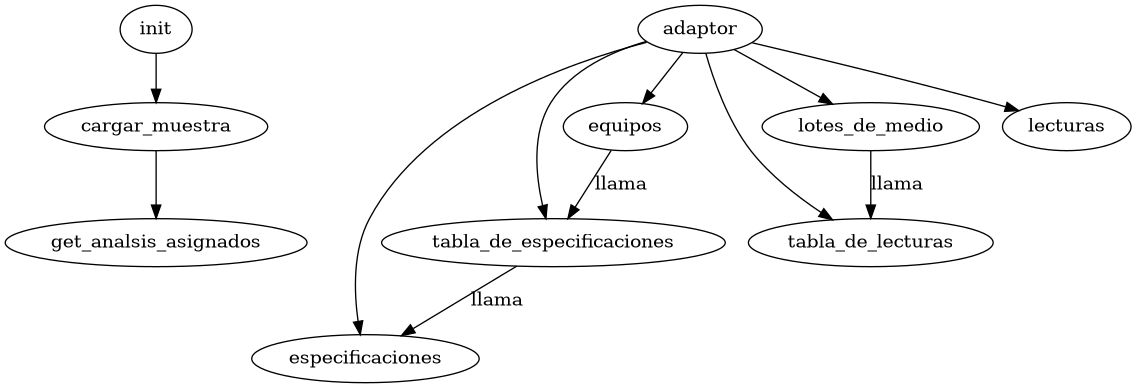 init
adaptor
cargar_muestra
equipos
lotes_de_medio
lecturas
llama
llama
get_analsis_asignados
tabla_de_especificaciones
tabla_de_lecturas
llama
especificaciones